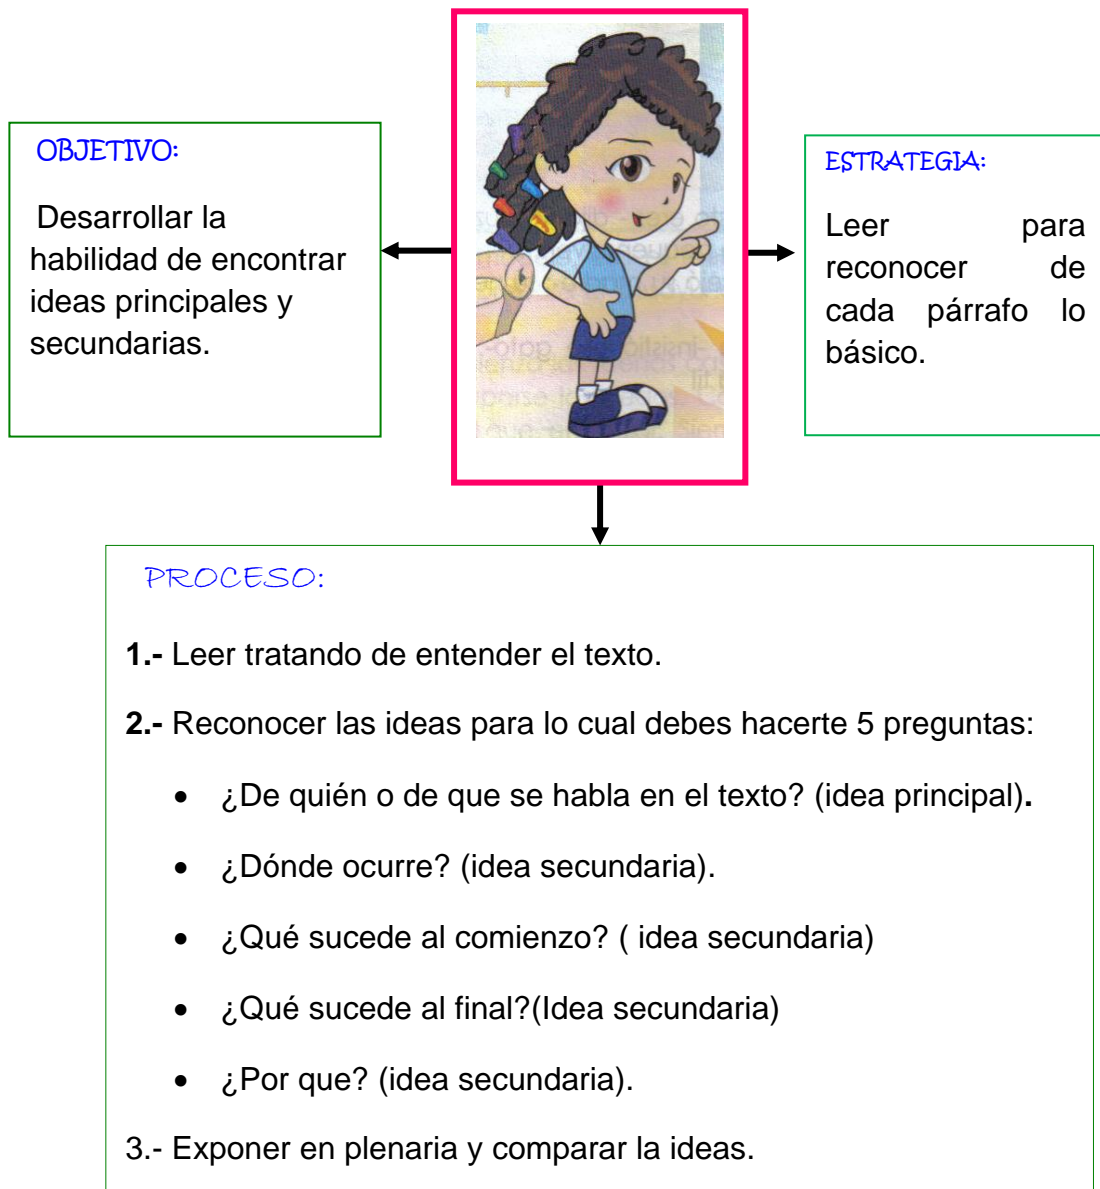 OBJETIVO:
Desarrollar la
habilidad de encontrar
ideas principales y
secundarias.
ESTRATEGIA:
Leer para
reconocer de
cada párrafo lo
básico.
PROCESO:
1.- Leer tratando de entender el texto.
2.- Reconocer las ideas para lo cual debes hacerte 5 preguntas:
• ¿De quién o de que se habla en el texto? (idea principal).
• ¿Dónde ocurre? (idea secundaria).
• ¿Qué sucede al comienzo? ( idea secundaria)
• ¿Qué sucede al final?(Idea secundaria)
• ¿Por que? (idea secundaria).
3.- Exponer en plenaria y comparar la ideas.